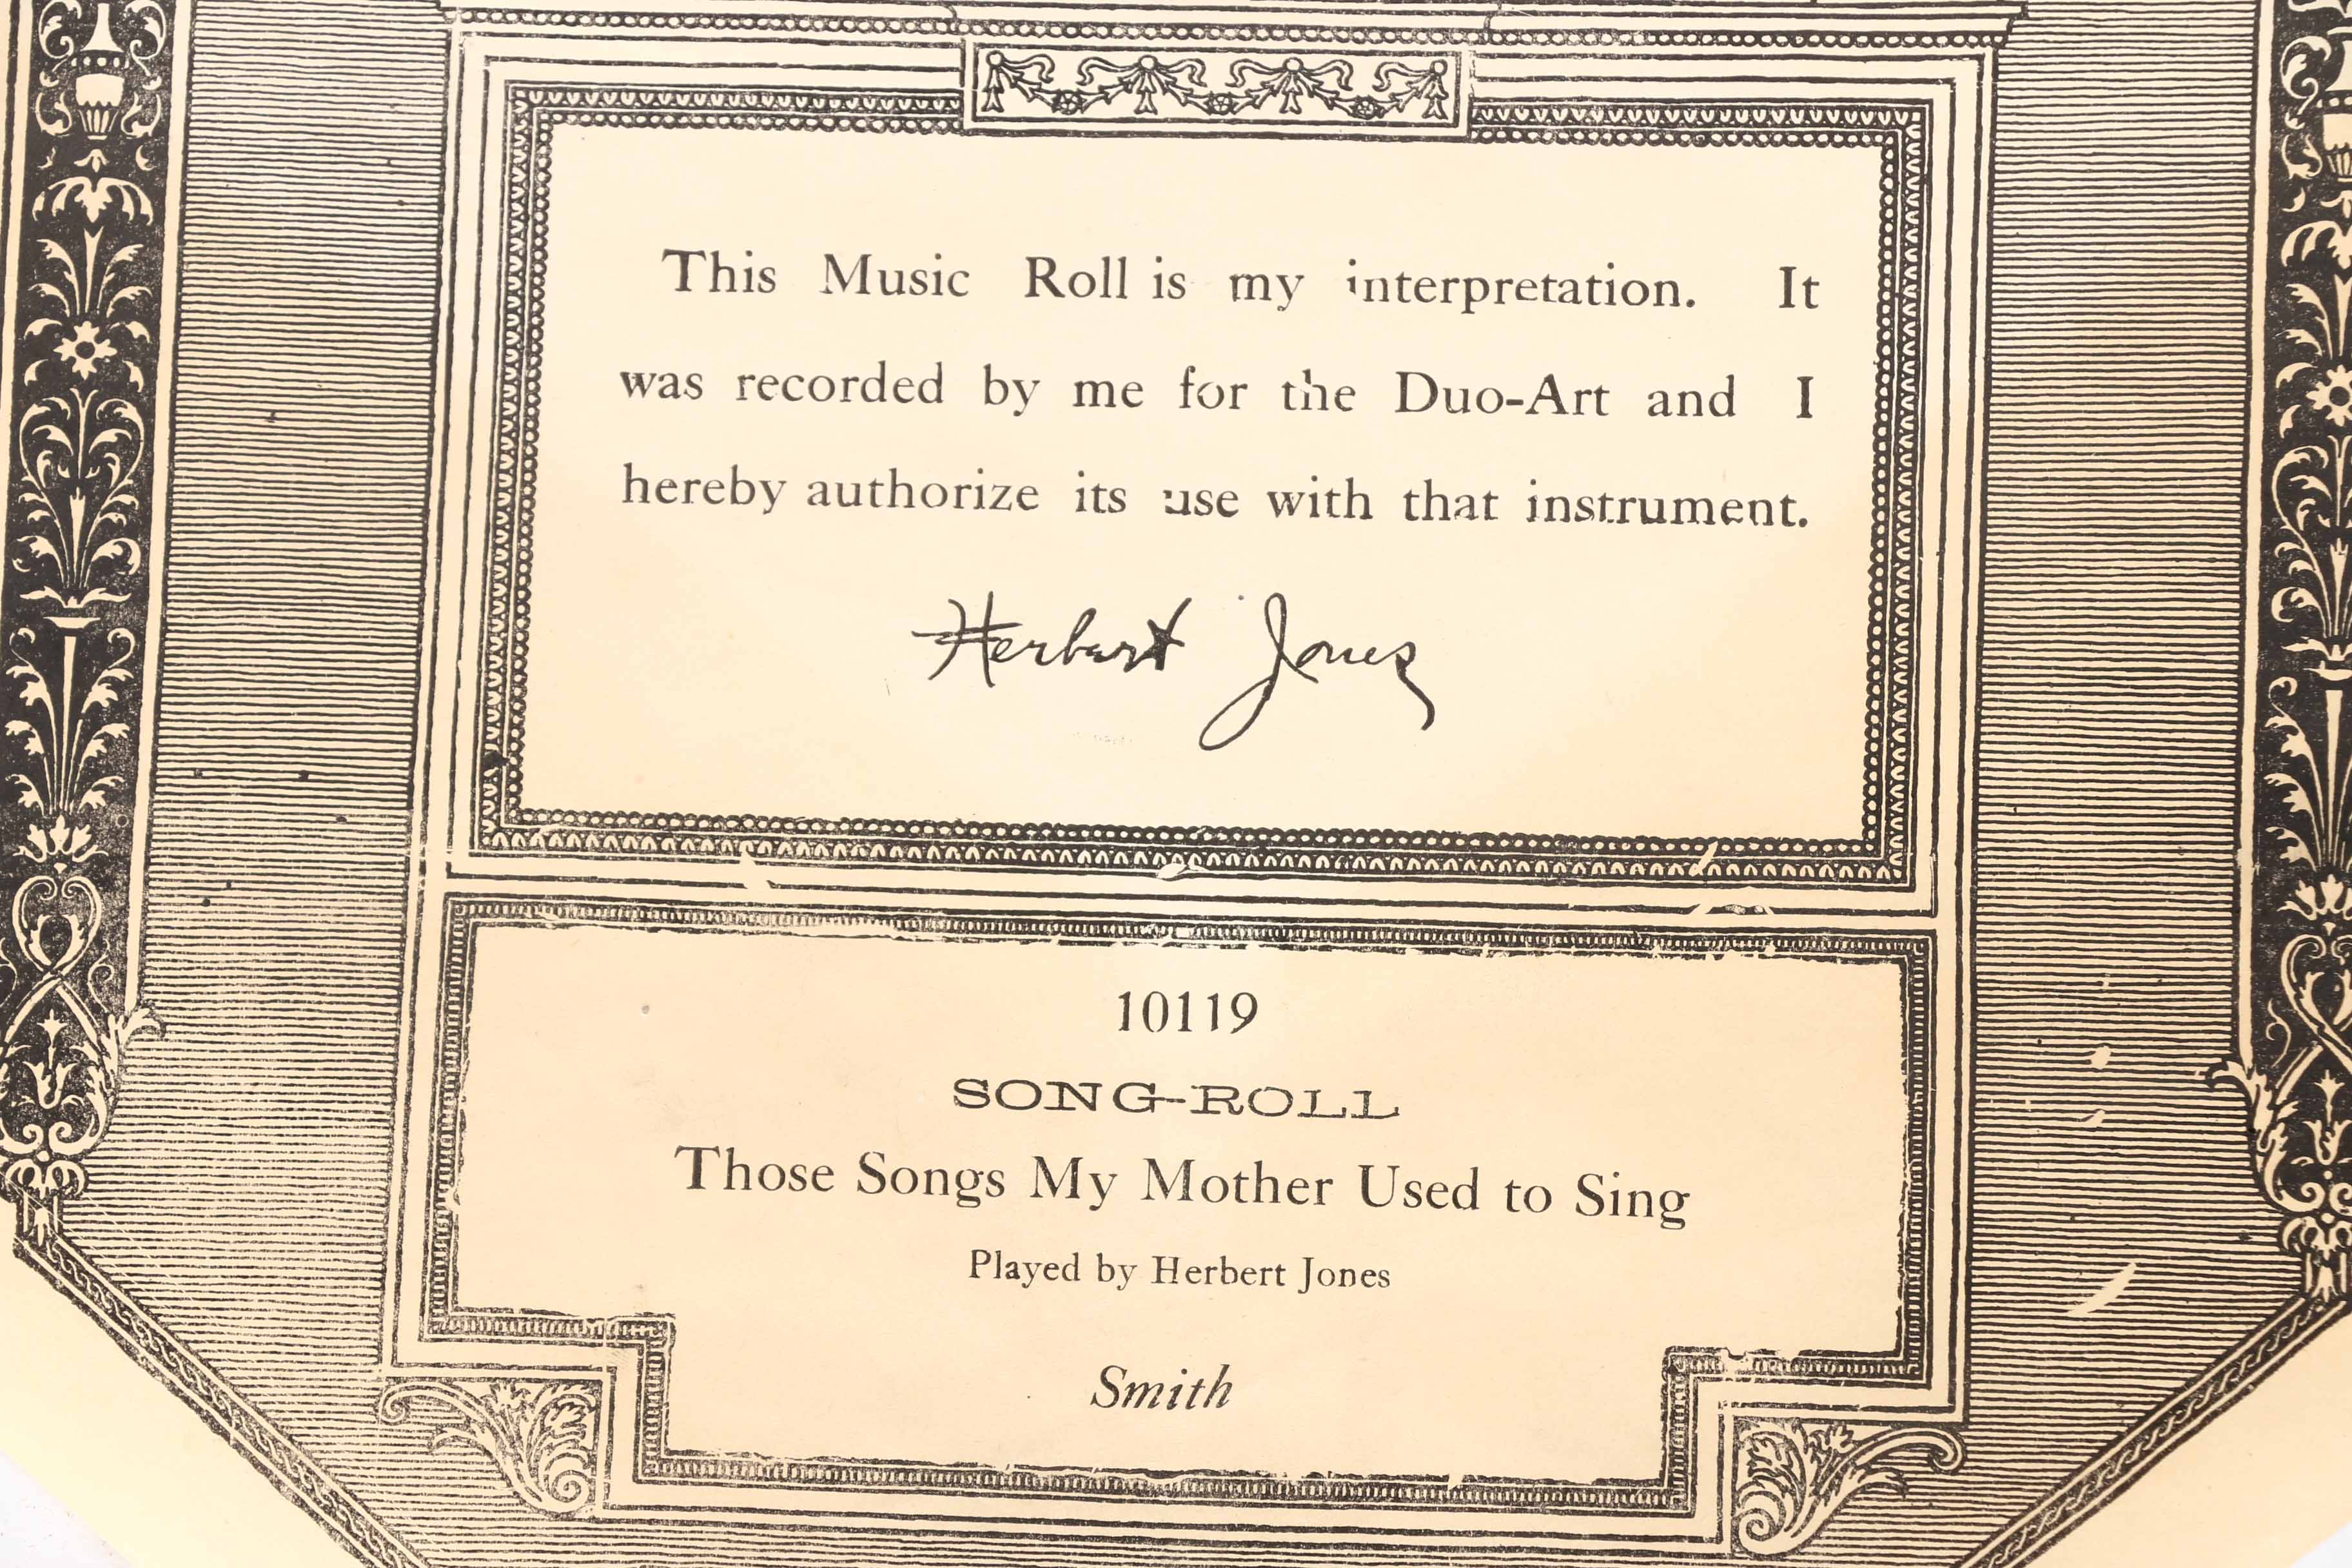 This Music Roll is my interpretation. It
was recorded by me for the Duo-Art and I
hereby authorize its use with that instrument.
Herbert Jones
10119
SONG-ROLL
Those Songs My Mother Used to Sing
Played by Herbert Jones
Smith